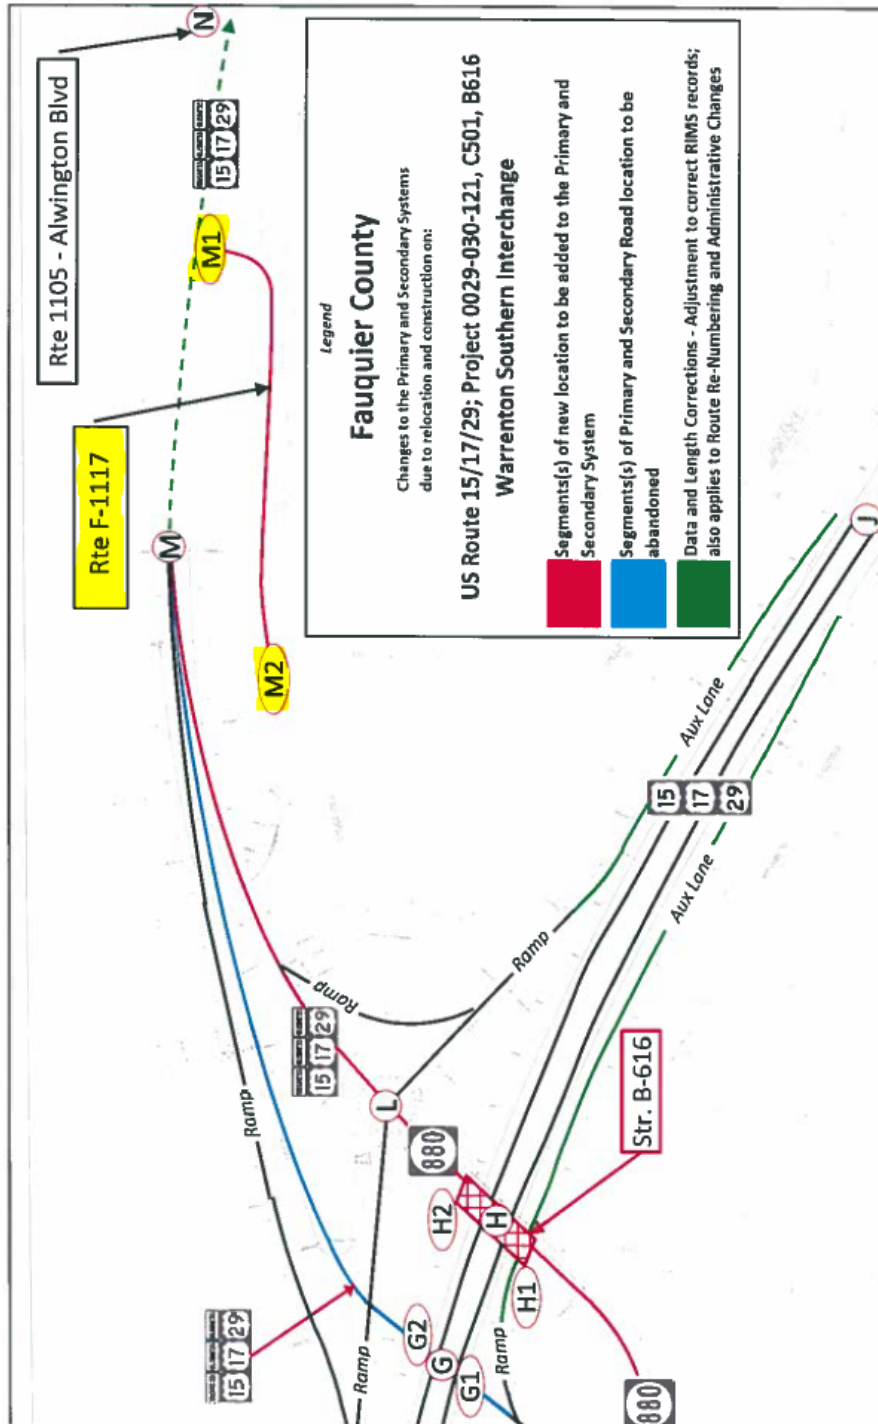 Rte 1105 - Alwington Blvd
N
15 17 29
M1
Rte F-1117
M
M2
Legend
Fauquier County
Changes to the Primary and Secondary Systems
due to relocation and construction on:
US Route 15/17/29; Project 0029-030-121, C501, B616
Warrenton Southern Interchange
Segments(s) of new location to be added to the Primary and
Secondary System
Segments(s) of Primary and Secondary Road location to be
abandoned
Data and Length Corrections - Adjustment to correct RIMS records;
also applies to Route Re-Numbering and Administrative Changes
J
Aux Lane
15
17
29
Aux Lane
Ramp
Ramp
15 17 29
L
Ramp
880
H2
H
H1
Str. B-616
15 17 29
G2
G
G1
Ramp
Ramp
880